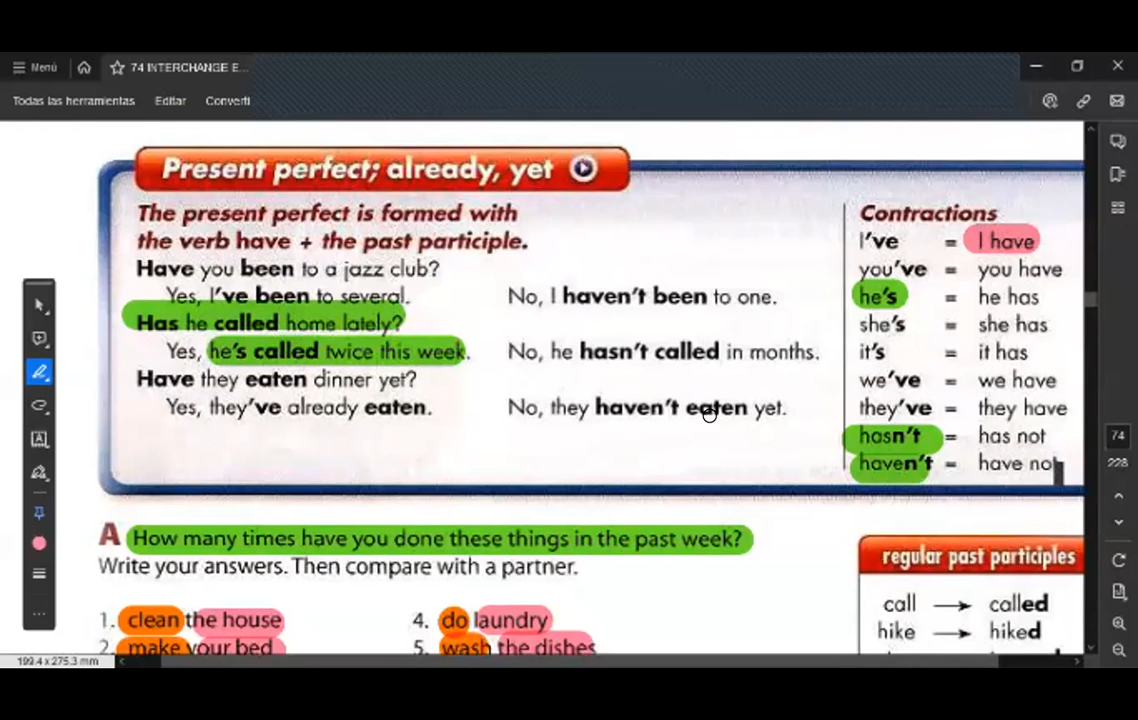 Menú
74 INTERCHANGE E...
Todas las herramientas Editar Converti
Present perfect; already, yet
The present perfect is formed with
the verb have + the past participle.
Have you been to a jazz club?
Yes, I've been to several. No, I haven't been to one.
Has he called home lately?
Yes, he's called twice this week. No, he hasn't called in months.
Have they eaten dinner yet?
Yes, they've already eaten. No, they haven't eaten yet.
Contractions
I've = I have
you've = you have
he's = he has
she's = she has
it's = it has
we've = we have
they've = they have
hasn't = has not
haven't = have not
74
228
A How many times have you done these things in the past week?
Write your answers. Then compare with a partner.
1. clean the house 4. do laundry
2. make your bed 5. wash the dishes
regular past participles
call → called
hike → hiked
199.4 x 275.3 mm